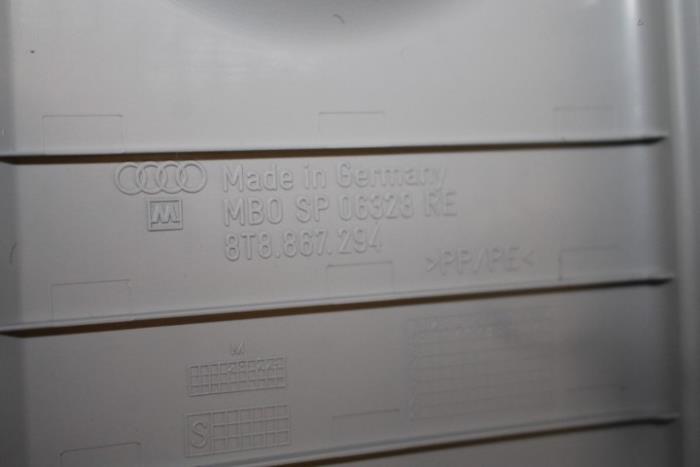 Made in Germany
MBO SP 06328 RE
8T8.867.294
>PP/PE<
M
S